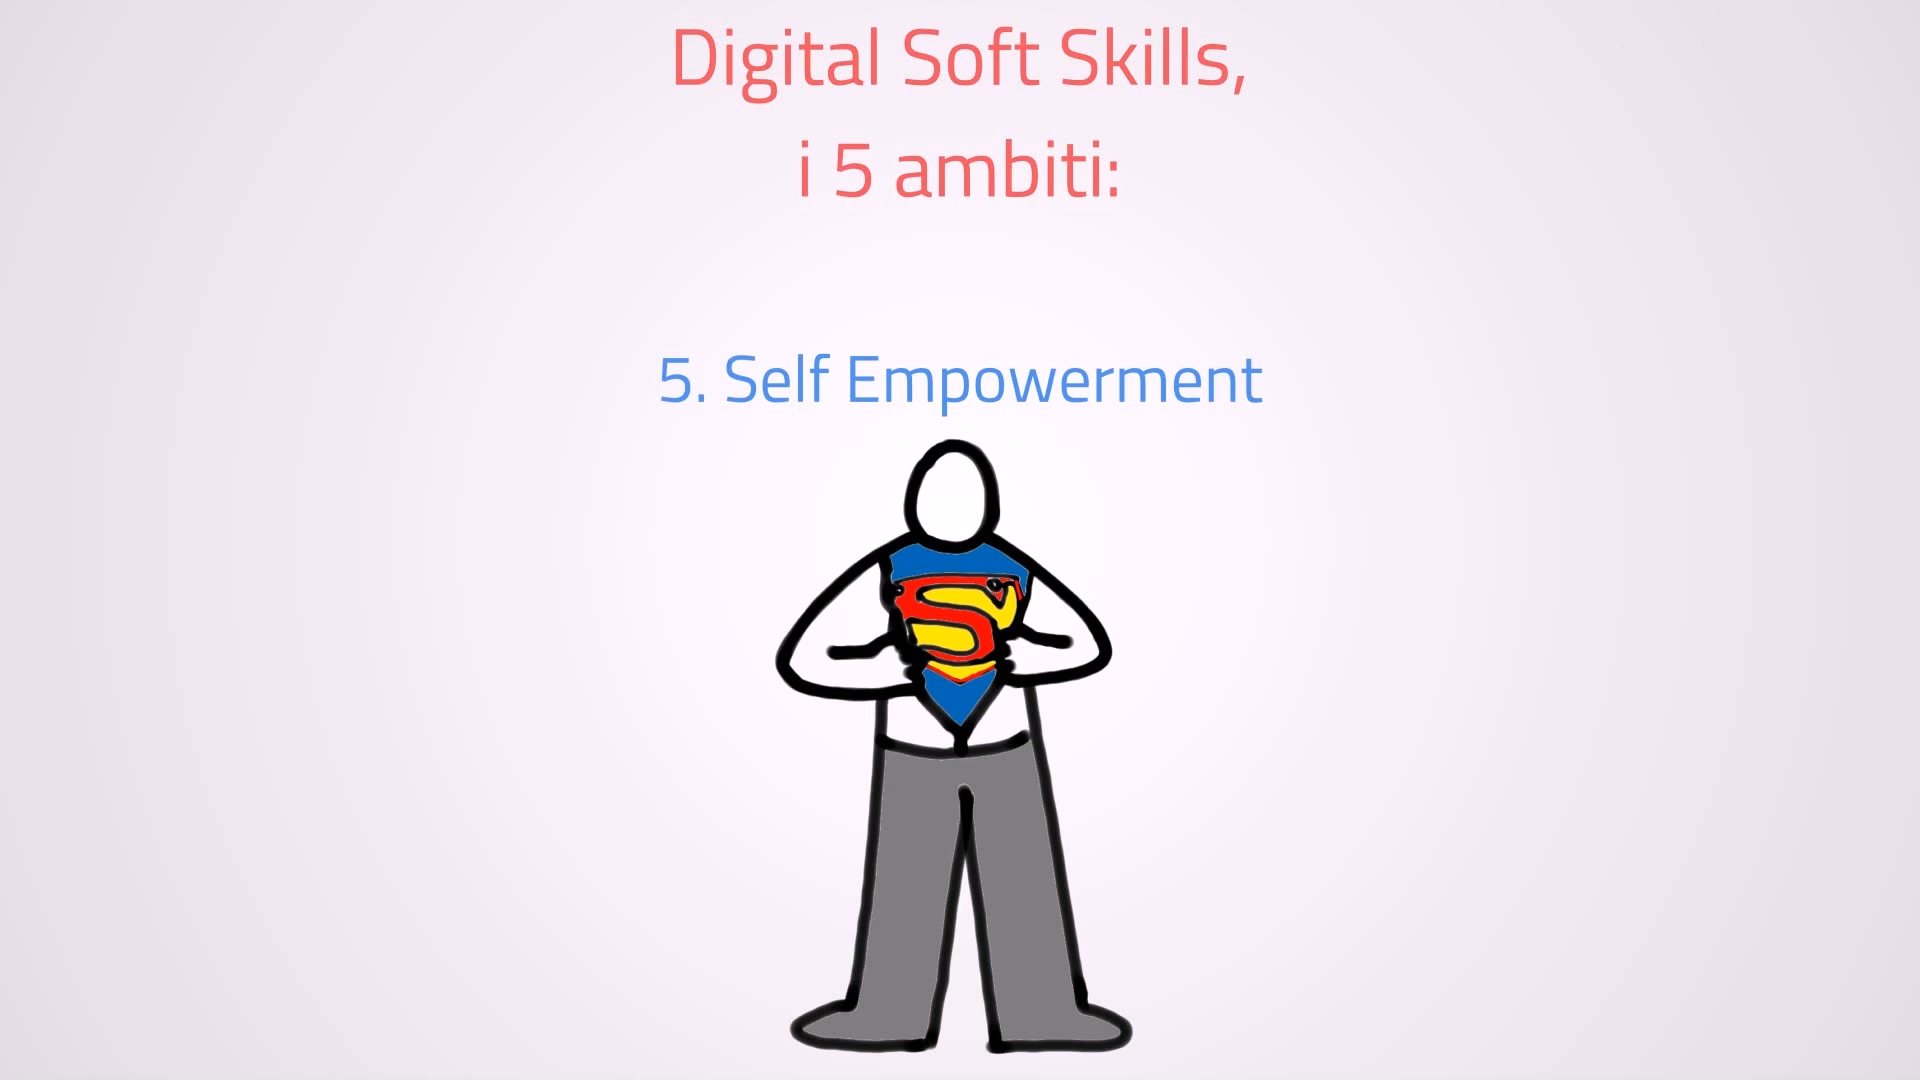 Digital Soft Skills,
i 5 ambiti:
5. Self Empowerment
S